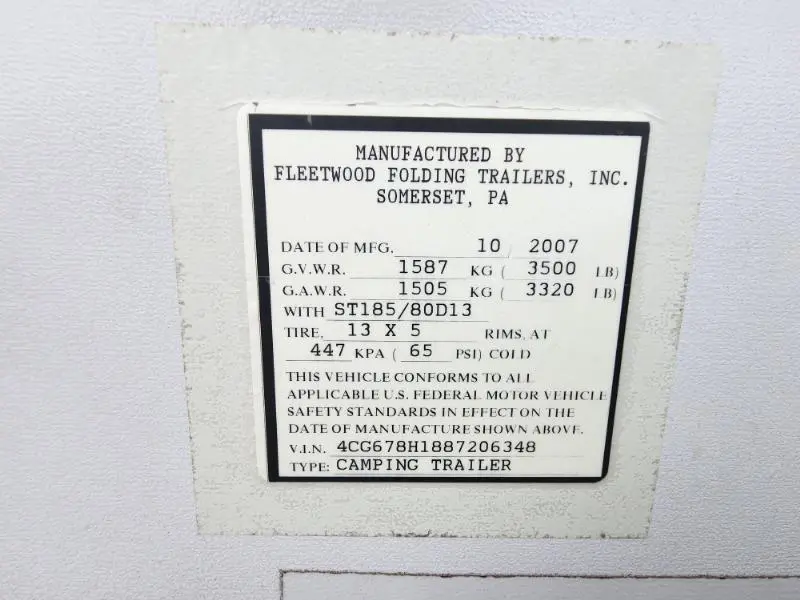 MANUFACTURED BY
FLEETWOOD FOLDING TRAILERS, INC.
SOMERSET, PA
DATE OF MFG. 10 / 2007
G.V.W.R. 1587 KG ( 3500 LB)
G.A.W.R. 1505 KG ( 3320 LB)
WITH ST185/80D13
TIRE, 13 X 5 RIMS, AT
447 KPA ( 65 PSI) COLD
THIS VEHICLE CONFORMS TO ALL
APPLICABLE U.S. FEDERAL MOTOR VEHICLE
SAFETY STANDARDS IN EFFECT ON THE
DATE OF MANUFACTURE SHOWN ABOVE.
V.I.N. 4CG678H1887206348
TYPE: CAMPING TRAILER